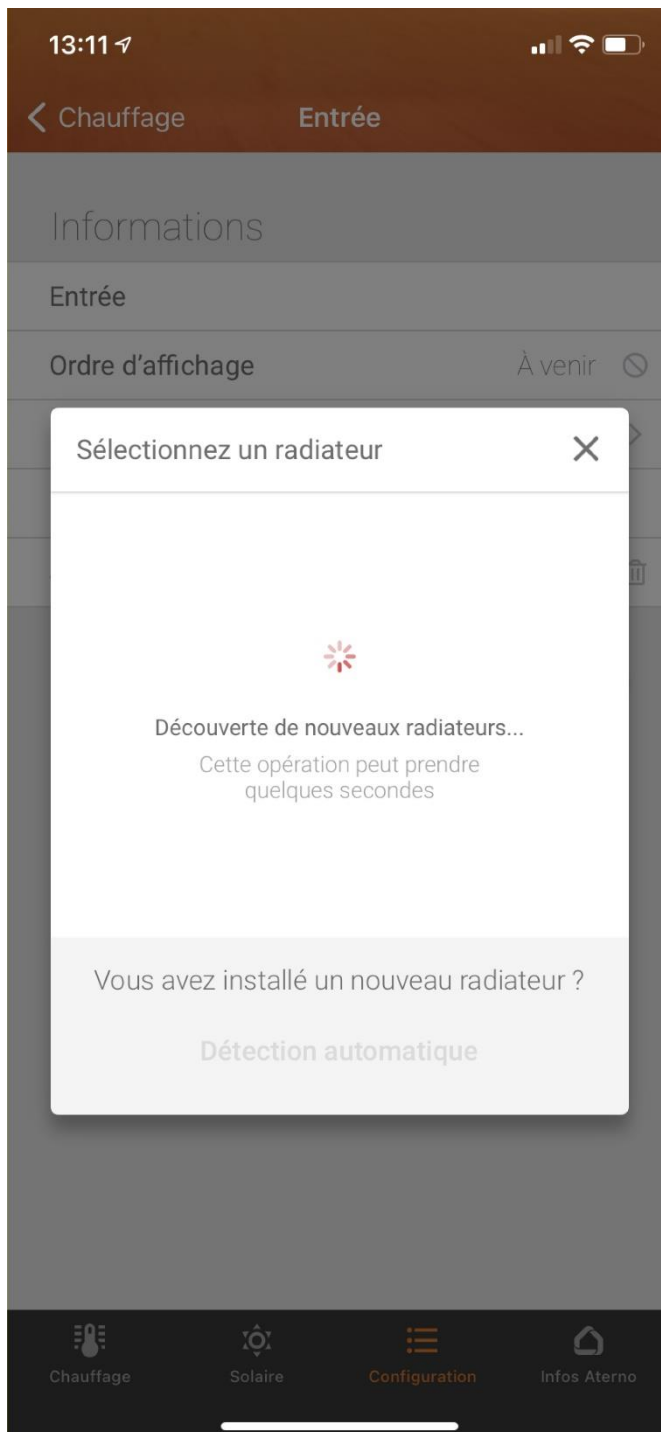 13:11
Chauffage
Entrée
Informations
Entrée
Ordre d'affichage
À venir
Sélectionnez un radiateur
Découverte de nouveaux radiateurs...
Cette opération peut prendre
quelques secondes
Vous avez installé un nouveau radiateur ?
Détection automatique
Chauffage
Solaire
Configuration
Infos Aterno